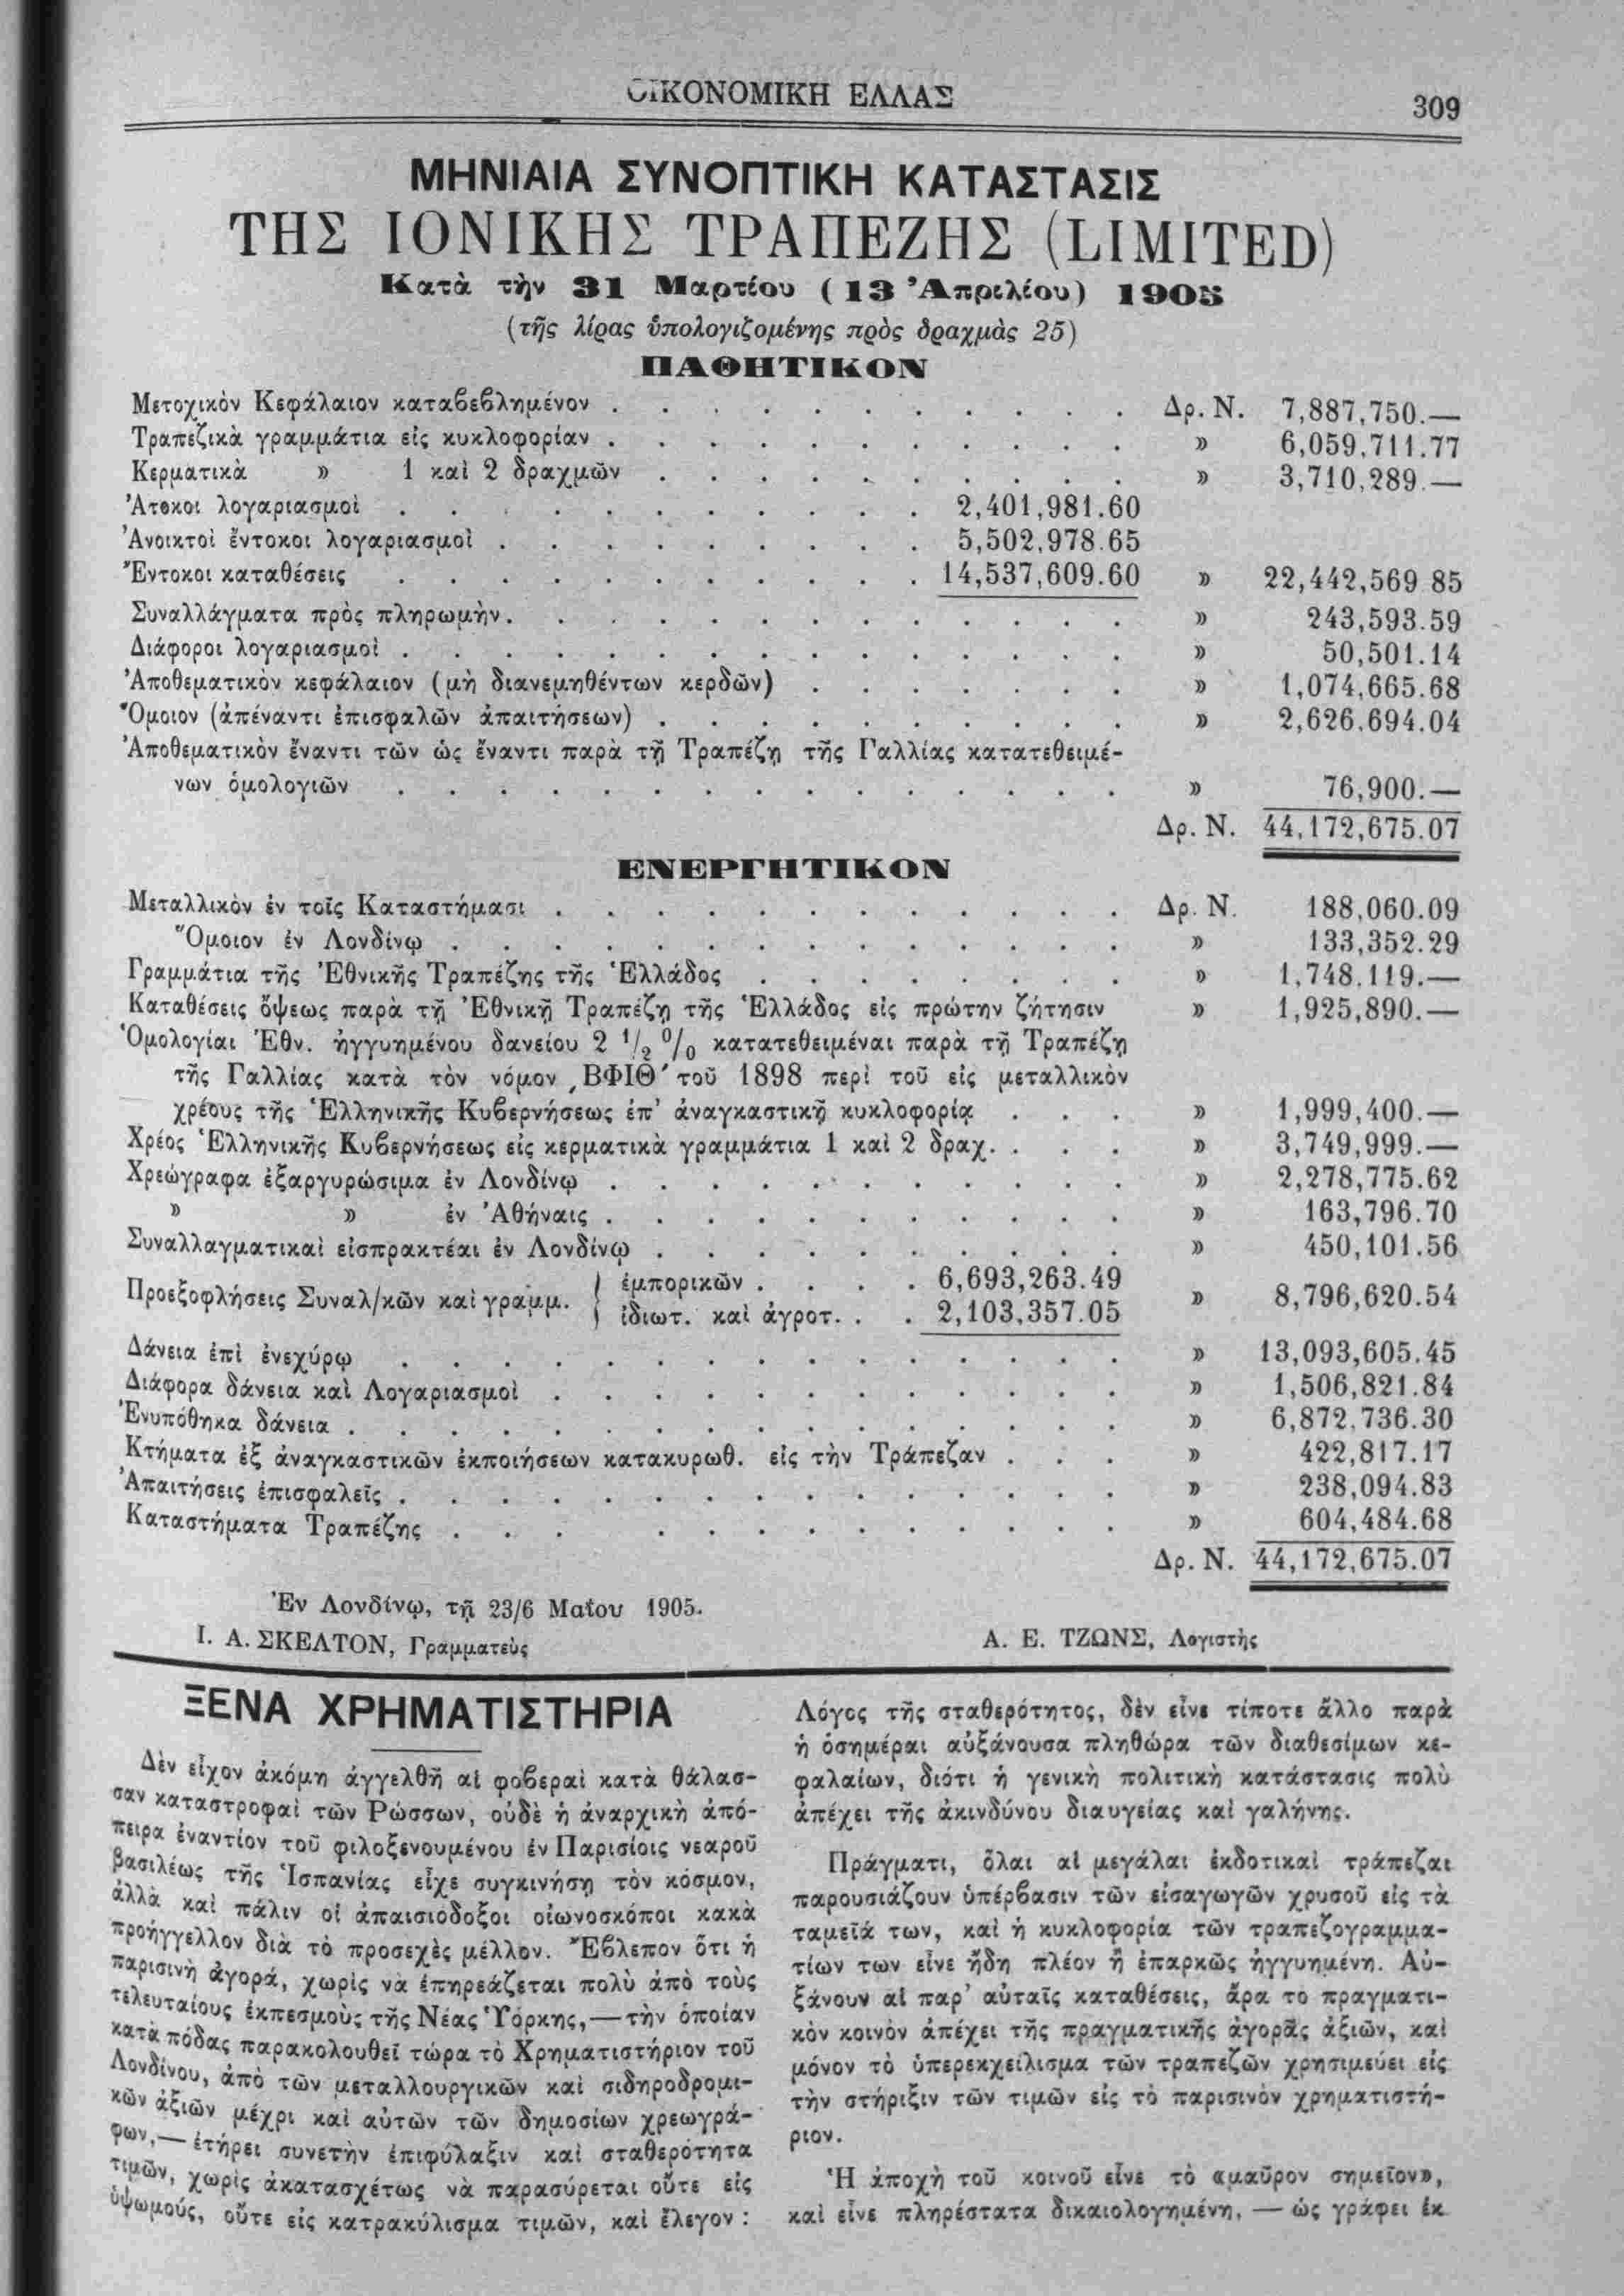 ΟΙΚΟΝΟΜΙΚΗ ΕΛΛΑΣ
309
ΜΗΝΙΑΙΑ ΣΥΝΟΠΤΙΚΗ ΚΑΤΑΣΤΑΣΙΣ
ΤΗΣ ΙΟΝΙΚΗΣ ΤΡΑΠΕΖΗΣ (LIMITED)
Κατὰ τὴν 31 Μαρτίου (13 Ἀπριλίου) 1905
(τῆς λίρας ὑπολογιζομένης πρὸς δραχμὰς 25)
ΠΑΘΗΤΙΚΟΝ
Μετοχικὸν Κεφάλαιον καταβεβλημένον . . . . . . . . . . . Δρ. Ν. 7,887,750.—
Τραπεζικὰ γραμμάτια εἰς κυκλοφορίαν . . . . . . . . . . . » 6,059,711.77
Κερματικὰ » 1 καὶ 2 δραχμῶν . . . . . . . . . . » 3,710,289.—
Ἄτοκοι λογαριασμοὶ . . . . . . . . . . . 2,401,981.60
Ἀνοικτοὶ ἔντοκοι λογαριασμοὶ . . . . . . . . . 5,502,978.65
Ἔντοκοι καταθέσεις . . . . . . . . . . . 14,537,609.60 » 22,442,569 85
Συναλλάγματα πρὸς πληρωμὴν. . . . . . . . . . . . . » 243,593.59
Διάφοροι λογαριασμοὶ . . . . . . . . . . . . . . . » 50,501.14
Ἀποθεματικὸν κεφάλαιον (μὴ διανεμηθέντων κερδῶν) . . . . . . . » 1,074,665.68
Ὅμοιον (ἀπέναντι ἐπισφαλῶν ἀπαιτήσεων) . . . . . . . . . . » 2,626,694.04
Ἀποθεματικὸν ἔναντι τῶν ὡς ἔναντι παρὰ τῇ Τραπέζῃ τῆς Γαλλίας κατατεθειμέ-
νων ὁμολογιῶν . . . . . . . . . . . . . . . » 76,900.—
Δρ. Ν. 44,172,675.07
ΕΝΕΡΓΗΤΙΚΟΝ
Μεταλλικὸν ἐν τοῖς Καταστήμασι . . . . . . . . . . . . Δρ. Ν. 188,060.09
Ὅμοιον ἐν Λονδίνῳ . . . . . . . . . . . . . . » 133,352.29
Γραμμάτια τῆς Ἐθνικῆς Τραπέζης τῆς Ἑλλάδος . . . . . . . . » 1,748,119.—
Καταθέσεις ὄψεως παρὰ τῇ Ἐθνικῇ Τραπέζῃ τῆς Ἑλλάδος εἰς πρώτην ζήτησιν » 1,925,890.—
Ὁμολογίαι Ἐθν. ἠγγυημένου δανείου 2 1/2 0/0 κατατεθειμέναι παρὰ τῇ Τραπέζῃ
τῆς Γαλλίας κατὰ τὸν νόμον ͵ΒΦΙΘʹ τοῦ 1898 περὶ τοῦ εἰς μεταλλικὸν
χρέους τῆς Ἑλληνικῆς Κυβερνήσεως ἐπ' ἀναγκαστικῇ κυκλοφορίᾳ . . . » 1,999,400.—
Χρέος Ἑλληνικῆς Κυβερνήσεως εἰς κερματικὰ γραμμάτια 1 καὶ 2 δραχ. . . . » 3,749,999.—
Χρεώγραφα ἐξαργυρώσιμα ἐν Λονδίνῳ . . . . . . . . . . . » 2,278,775.62
» » ἐν Ἀθήναις . . . . . . . . . . . » 163,796.70
Συναλλαγματικαὶ εἰσπρακτέαι ἐν Λονδίνῳ . . . . . . . . . . » 450,101.56
Προεξοφλήσεις Συναλ/κῶν καὶ γραμμ. { ἐμπορικῶν . . . . 6,693,263.49
ἰδιωτ. καὶ ἀγροτ. . . 2,103,357.05 » 8,796,620.54
Δάνεια ἐπὶ ἐνεχύρῳ . . . . . . . . . . . . . . . » 13,093,605.45
Διάφορα δάνεια καὶ Λογαριασμοὶ . . . . . . . . . . . . » 1,506,821.84
Ἐνυπόθηκα δάνεια . . . . . . . . . . . . . . . . » 6,872,736.30
Κτήματα ἐξ ἀναγκαστικῶν ἐκποιήσεων κατακυρωθ. εἰς τὴν Τράπεζαν . . . » 422,817.17
Ἀπαιτήσεις ἐπισφαλεῖς . . . . . . . . . . . . . . . » 238,094.83
Καταστήματα Τραπέζης . . . . . . . . . . . . . » 604,484.68
Δρ. Ν. 44,172,675.07
Ἐν Λονδίνῳ, τῇ 23/6 Μαΐου 1905.
Ι. Α. ΣΚΕΛΤΟΝ, Γραμματεὺς
Α. Ε. ΤΖΩΝΣ, Λογιστὴς
ΞΕΝΑ ΧΡΗΜΑΤΙΣΤΗΡΙΑ
Δὲν εἶχον ἀκόμη ἀγγελθῆ αἱ φοβεραὶ κατὰ θάλασ-
σαν καταστροφαὶ τῶν Ρώσσων, οὐδὲ ἡ ἀναρχικὴ ἀπό-
πειρα ἐναντίον τοῦ φιλοξενουμένου ἐν Παρισίοις νεαροῦ
βασιλέως τῆς Ἱσπανίας εἶχε συγκινήσῃ τὸν κόσμον,
ἀλλὰ καὶ πάλιν οἱ ἀπαισιόδοξοι οἰωνοσκόποι κακὰ
προήγγελλον διὰ τὸ προσεχὲς μέλλον. Ἔβλεπον ὅτι ἡ
παρισινὴ ἀγορά, χωρὶς νὰ ἐπηρεάζεται πολὺ ἀπὸ τοὺς
τελευταίους ἐκπεσμοὺς τῆς Νέας Ὑόρκης,—τὴν ὁποίαν
κατὰ πόδας παρακολουθεῖ τώρα τὸ Χρηματιστήριον τοῦ
Λονδίνου, ἀπὸ τῶν μεταλλουργικῶν καὶ σιδηροδρομι-
κῶν ἀξιῶν μέχρι καὶ αὐτῶν τῶν δημοσίων χρεωγρά-
φων,— ἐτήρει συνετὴν ἐπιφύλαξιν καὶ σταθερότητα
τιμῶν, χωρὶς ἀκατασχέτως νὰ παρασύρεται οὔτε εἰς
ὑψωμούς, οὔτε εἰς κατρακύλισμα τιμῶν, καὶ ἔλεγον :
Λόγος τῆς σταθερότητος, δὲν εἶνε τίποτε ἄλλο παρὰ
ἡ ὁσημέραι αὐξάνουσα πληθώρα τῶν διαθεσίμων κε-
φαλαίων, διότι ἡ γενικὴ πολιτικὴ κατάστασις πολὺ
ἀπέχει τῆς ἀκινδύνου διαυγείας καὶ γαλήνης.
Πράγματι, ὅλαι αἱ μεγάλαι ἐκδοτικαὶ τράπεζαι
παρουσιάζουν ὑπέρβασιν τῶν εἰσαγωγῶν χρυσοῦ εἰς τὰ
ταμεῖά των, καὶ ἡ κυκλοφορία τῶν τραπεζογραμμα-
τίων των εἶνε ἤδη πλέον ἢ ἐπαρκῶς ἠγγυημένη. Αὐ-
ξάνουν αἱ παρ' αὐταῖς καταθέσεις, ἄρα τὸ πραγματι-
κὸν κοινὸν ἀπέχει τῆς πραγματικῆς ἀγορᾶς ἀξιῶν, καὶ
μόνον τὸ ὑπερεκχείλισμα τῶν τραπεζῶν χρησιμεύει εἰς
τὴν στήριξιν τῶν τιμῶν εἰς τὸ παρισινὸν χρηματιστή-
ριον.
Ἡ ἀποχὴ τοῦ κοινοῦ εἶνε τὸ «μαῦρον σημεῖον»,
καὶ εἶνε πληρέστατα δικαιολογημένη, — ὡς γράφει ἐκ